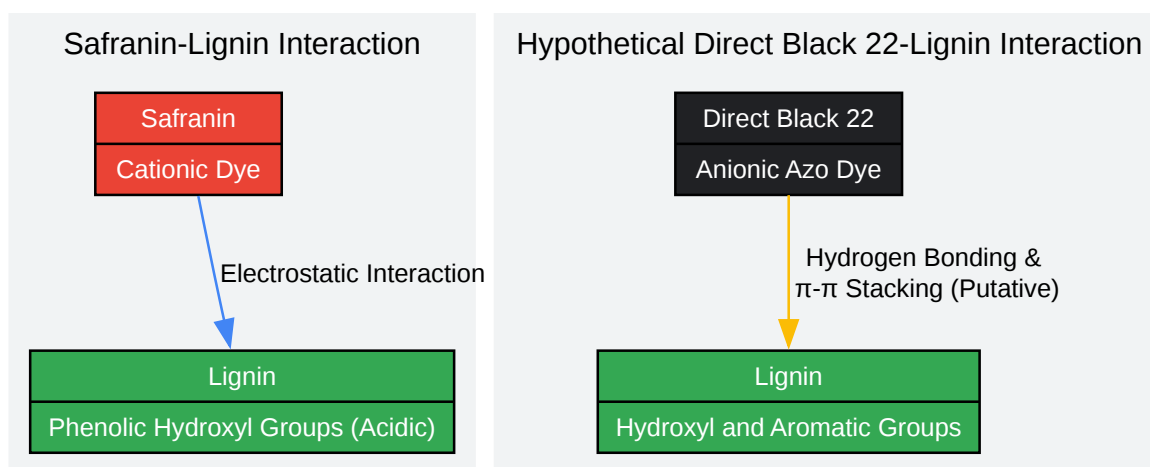 Safranin-Lignin Interaction
Safranin
Cationic Dye
Electrostatic Interaction
Lignin
Phenolic Hydroxyl Groups (Acidic)
Hypothetical Direct Black 22-Lignin Interaction
Direct Black 22
Anionic Azo Dye
Hydrogen Bonding &
π-π Stacking (Putative)
Lignin
Hydroxyl and Aromatic Groups